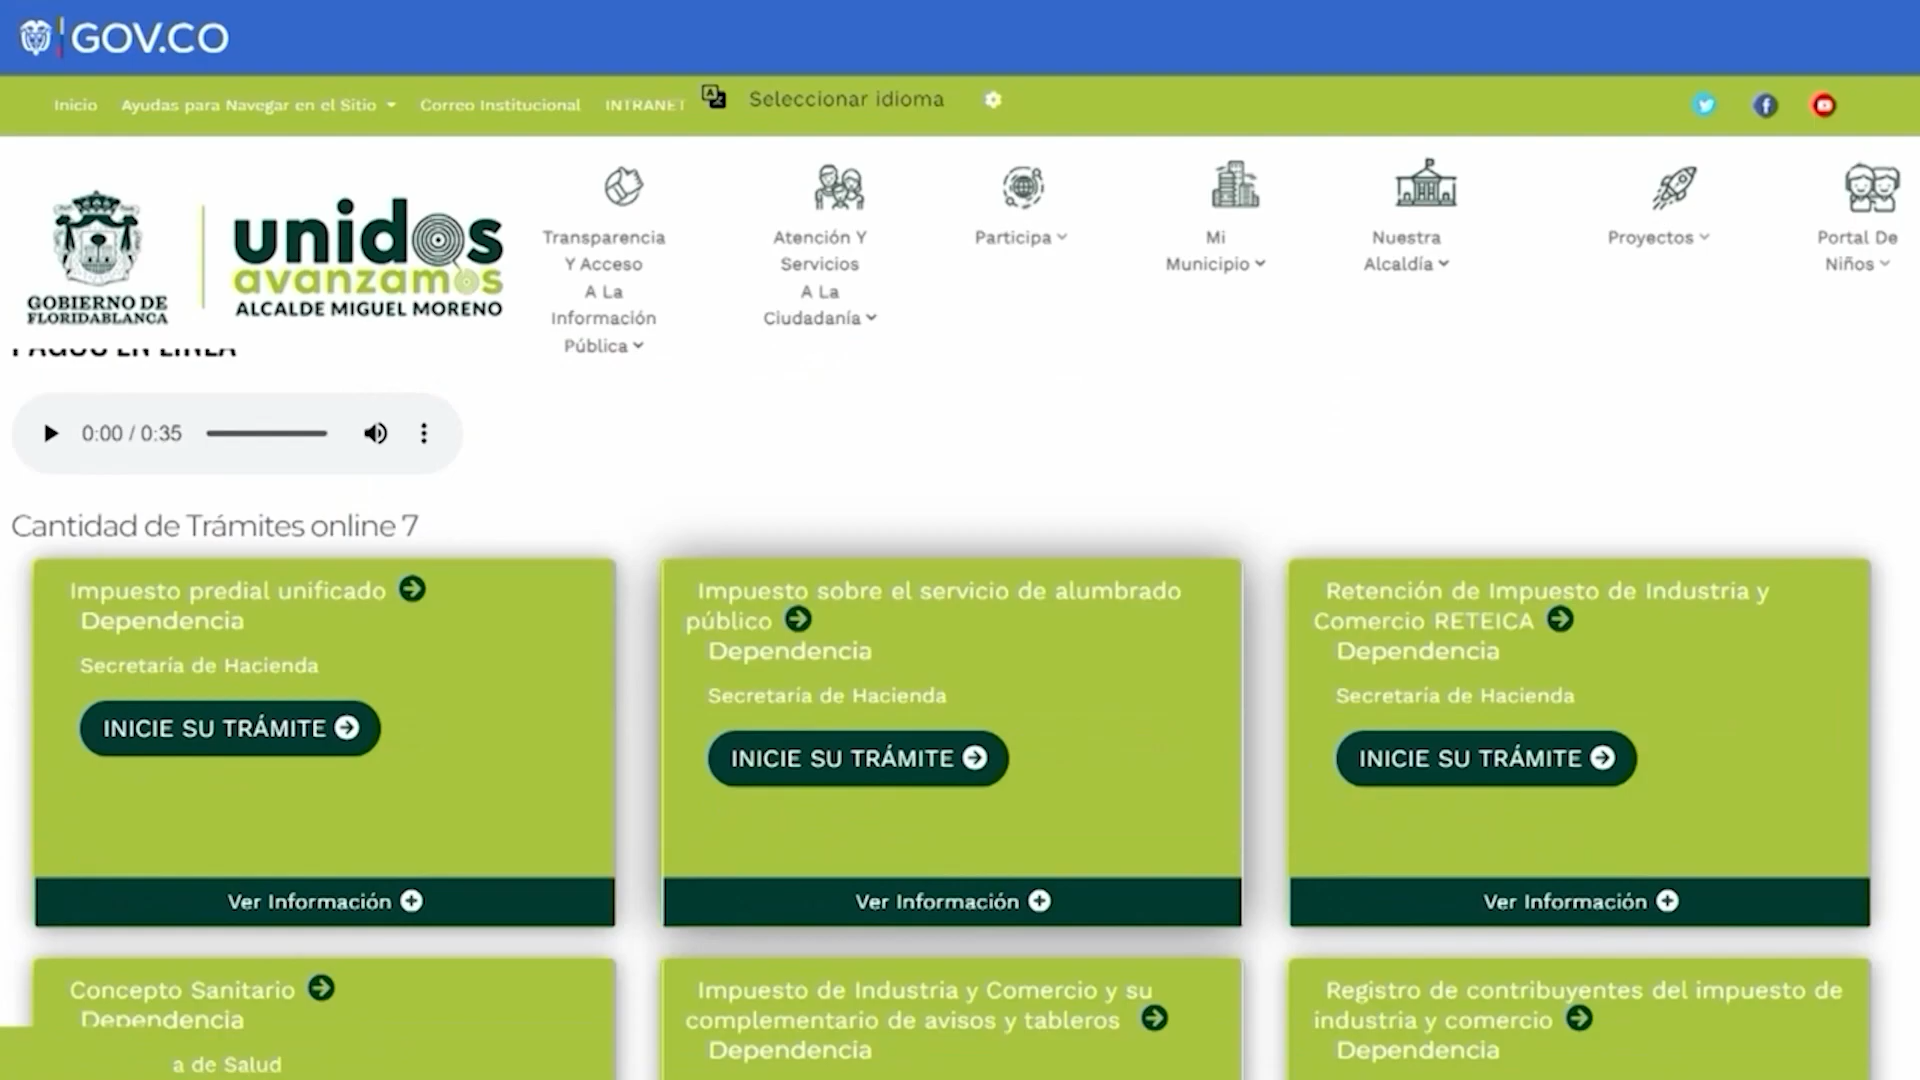 GOV.CO
Inicio Ayudas para Navegar en el Sitio Correo Institucional INTRANET Seleccionar idioma
GOBIERNO DE
FLORIDABLANCA
unidos
avanzamos
ALCALDE MIGUEL MORENO
Transparencia
Y Acceso
A La
Información
Pública
Atención Y
Servicios
A La
Ciudadanía
Participa
Mi
Municipio
Nuestra
Alcaldía
Proyectos
Portal De
Niños
PAGOS EN LÍNEA
0:00 / 0:35
Cantidad de Trámites online 7
Impuesto predial unificado
Dependencia
Secretaría de Hacienda
INICIE SU TRÁMITE
Ver Información
Impuesto sobre el servicio de alumbrado
público
Dependencia
Secretaría de Hacienda
INICIE SU TRÁMITE
Ver Información
Retención de Impuesto de Industria y
Comercio RETEICA
Dependencia
Secretaría de Hacienda
INICIE SU TRÁMITE
Ver Información
Concepto Sanitario
Dependencia
a de Salud
Impuesto de Industria y Comercio y su
complementario de avisos y tableros
Dependencia
Registro de contribuyentes del impuesto de
industria y comercio
Dependencia